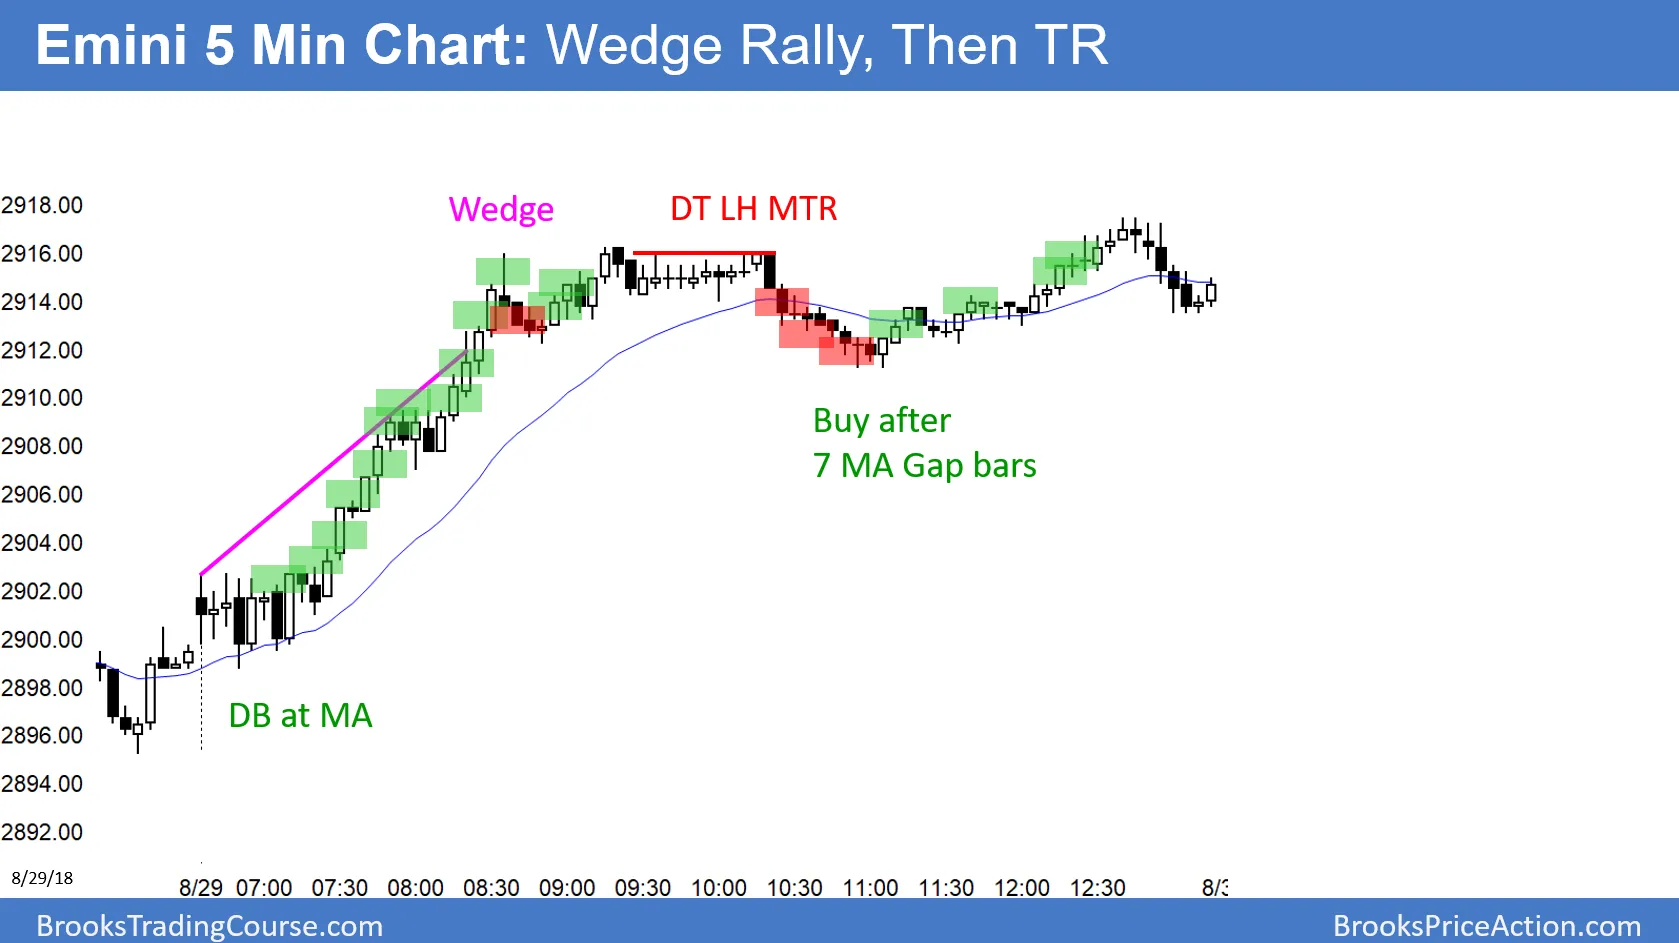 Emini 5 Min Chart: Wedge Rally, Then TR
Wedge
DT LH MTR
2918.00
2916.00
2914.00
2912.00
2910.00
2908.00
2906.00
2904.00
2902.00
2900.00
2898.00
2896.00
2894.00
2892.00
Buy after
7 MA Gap bars
DB at MA
8/29/18
8/29 07:00 07:30 08:00 08:30 09:00 09:30 10:00 10:30 11:00 11:30 12:00 12:30
BrooksTradingCourse.com
BrooksPriceAction.com